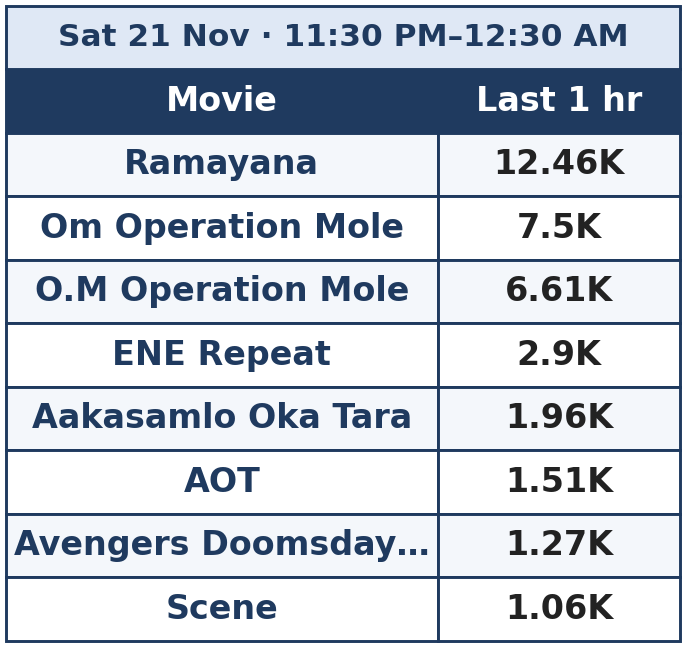 Sat 21 Nov · 11:30 PM–12:30 AM
Movie Last 1 hr
Ramayana 12.46K
Om Operation Mole 7.5K
O.M Operation Mole 6.61K
ENE Repeat 2.9K
Aakasamlo Oka Tara 1.96K
AOT 1.51K
Avengers Doomsday… 1.27K
Scene 1.06K